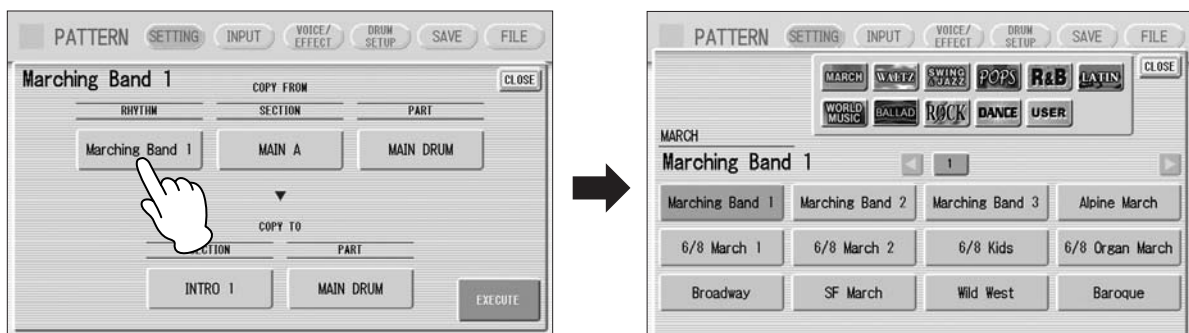 PATTERN SETTING INPUT VOICE/EFFECT DRUM SETUP SAVE FILE
Marching Band 1 COPY FROM CLOSE
RHYTHM SECTION PART
Marching Band 1 MAIN A MAIN DRUM
COPY TO
PART
INTRO 1 MAIN DRUM EXECUTE
PATTERN SETTING INPUT VOICE/EFFECT DRUM SETUP SAVE FILE
MARCH WALTZ SWING & JAZZ POPS R&B LATIN CLOSE
WORLD MUSIC BALLAD ROCK DANCE USER
MARCH
Marching Band 1 1
Marching Band 1 Marching Band 2 Marching Band 3 Alpine March
6/8 March 1 6/8 March 2 6/8 Kids 6/8 Organ March
Broadway SF March Wild West Baroque